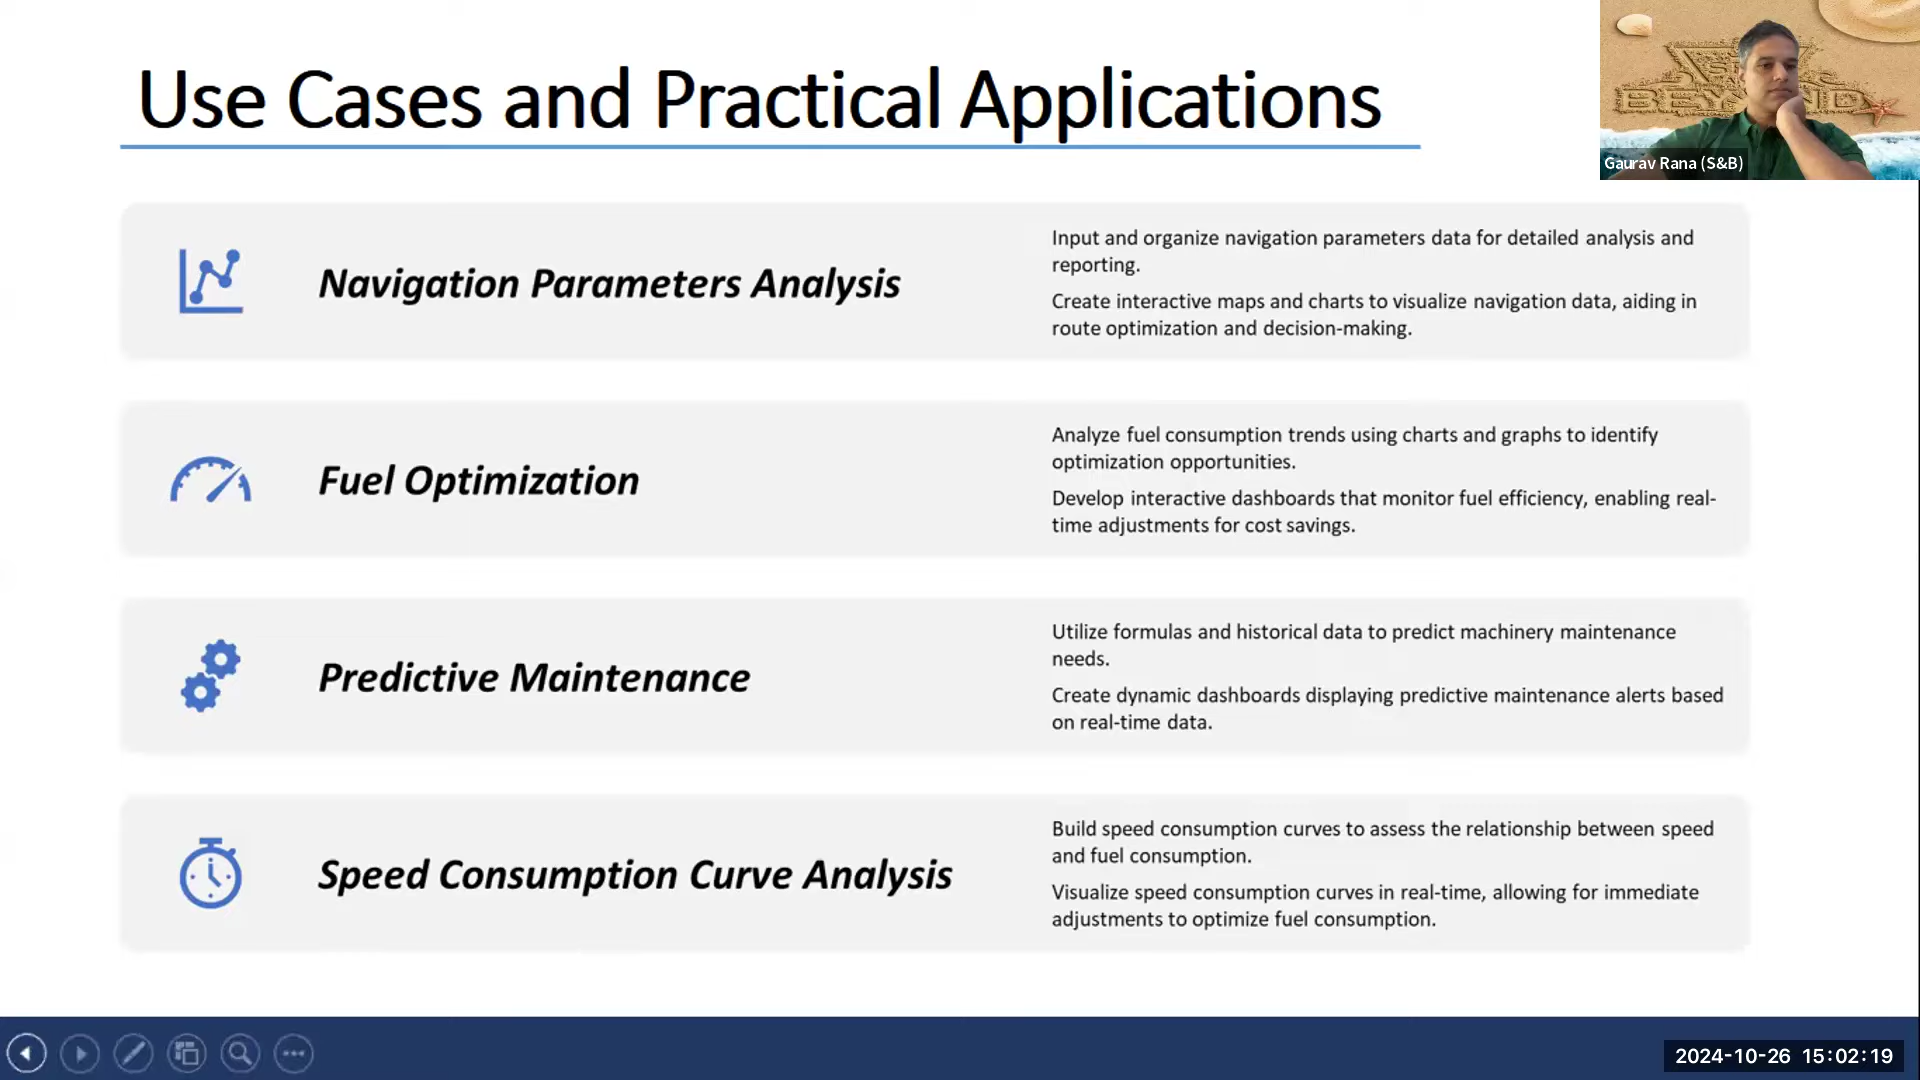 Use Cases and Practical Applications
BEYOND
Gaurav Rana (S&B)
Navigation Parameters Analysis
Input and organize navigation parameters data for detailed analysis and
reporting.
Create interactive maps and charts to visualize navigation data, aiding in
route optimization and decision-making.
Fuel Optimization
Analyze fuel consumption trends using charts and graphs to identify
optimization opportunities.
Develop interactive dashboards that monitor fuel efficiency, enabling real-
time adjustments for cost savings.
Predictive Maintenance
Utilize formulas and historical data to predict machinery maintenance
needs.
Create dynamic dashboards displaying predictive maintenance alerts based
on real-time data.
Speed Consumption Curve Analysis
Build speed consumption curves to assess the relationship between speed
and fuel consumption.
Visualize speed consumption curves in real-time, allowing for immediate
adjustments to optimize fuel consumption.
2024-10-26 15:02:19